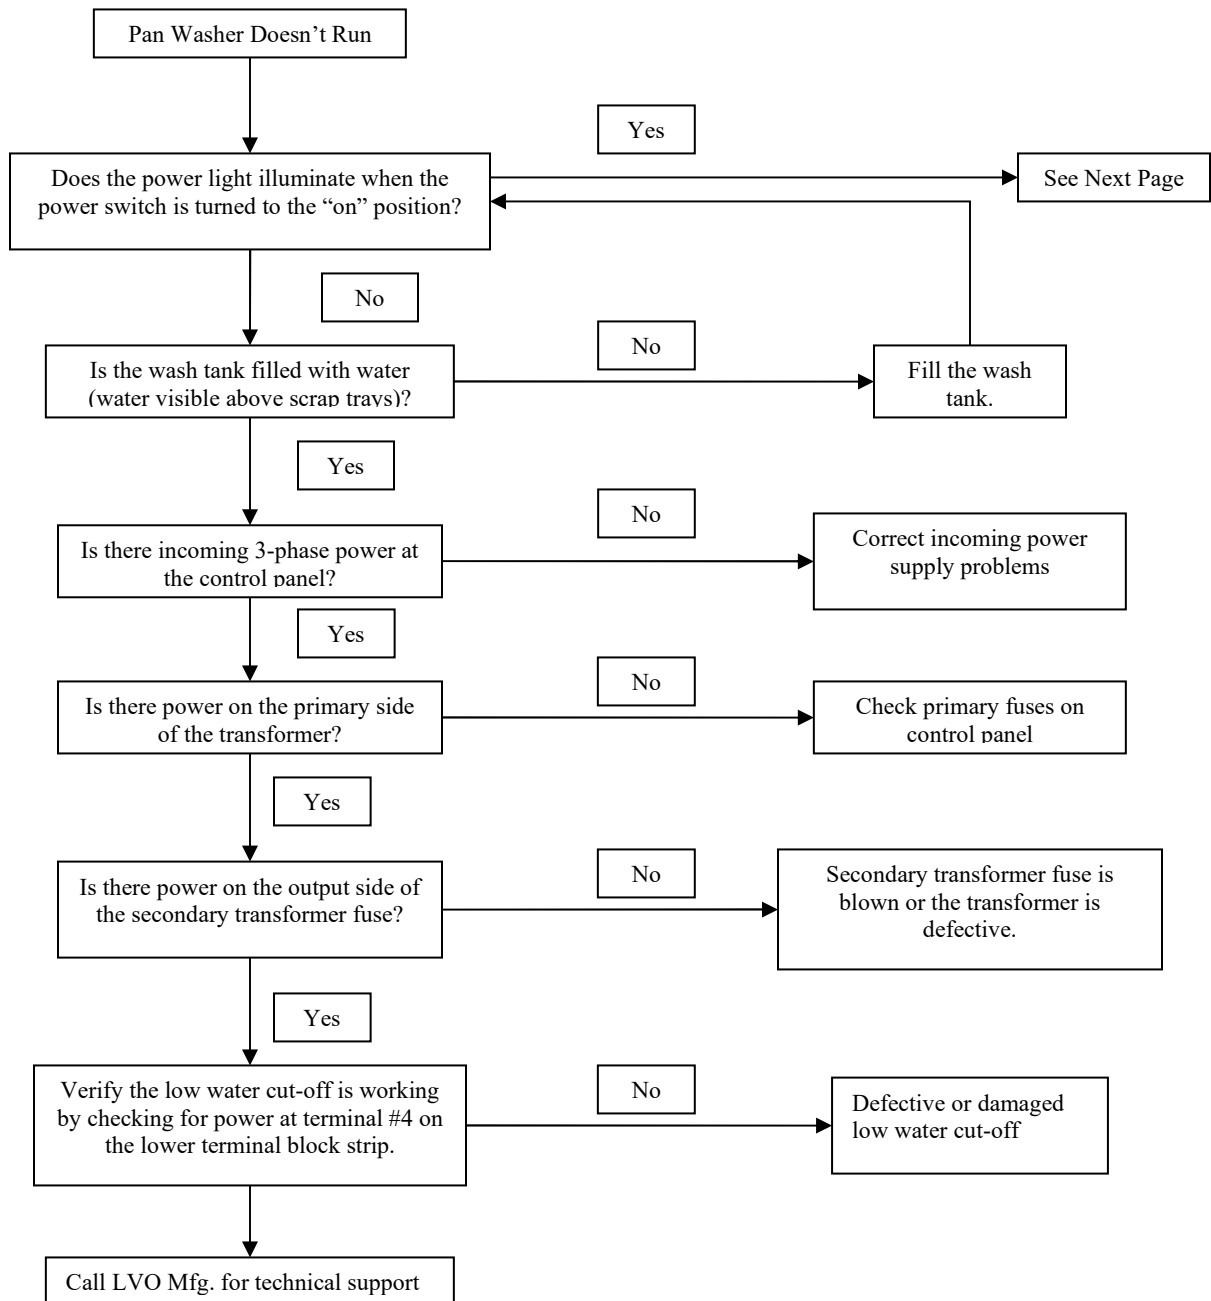 Pan Washer Doesn’t Run
Yes
Does the power light illuminate when the
power switch is turned to the “on” position?
See Next Page
No
Is the wash tank filled with water
(water visible above scrap trays)?
No
Fill the wash
tank.
Yes
Is there incoming 3-phase power at
the control panel?
No
Correct incoming power
supply problems
Yes
Is there power on the primary side
of the transformer?
No
Check primary fuses on
control panel
Yes
Is there power on the output side of
the secondary transformer fuse?
No
Secondary transformer fuse is
blown or the transformer is
defective.
Yes
Verify the low water cut-off is working
by checking for power at terminal #4 on
the lower terminal block strip.
No
Defective or damaged
low water cut-off
Call LVO Mfg. for technical support